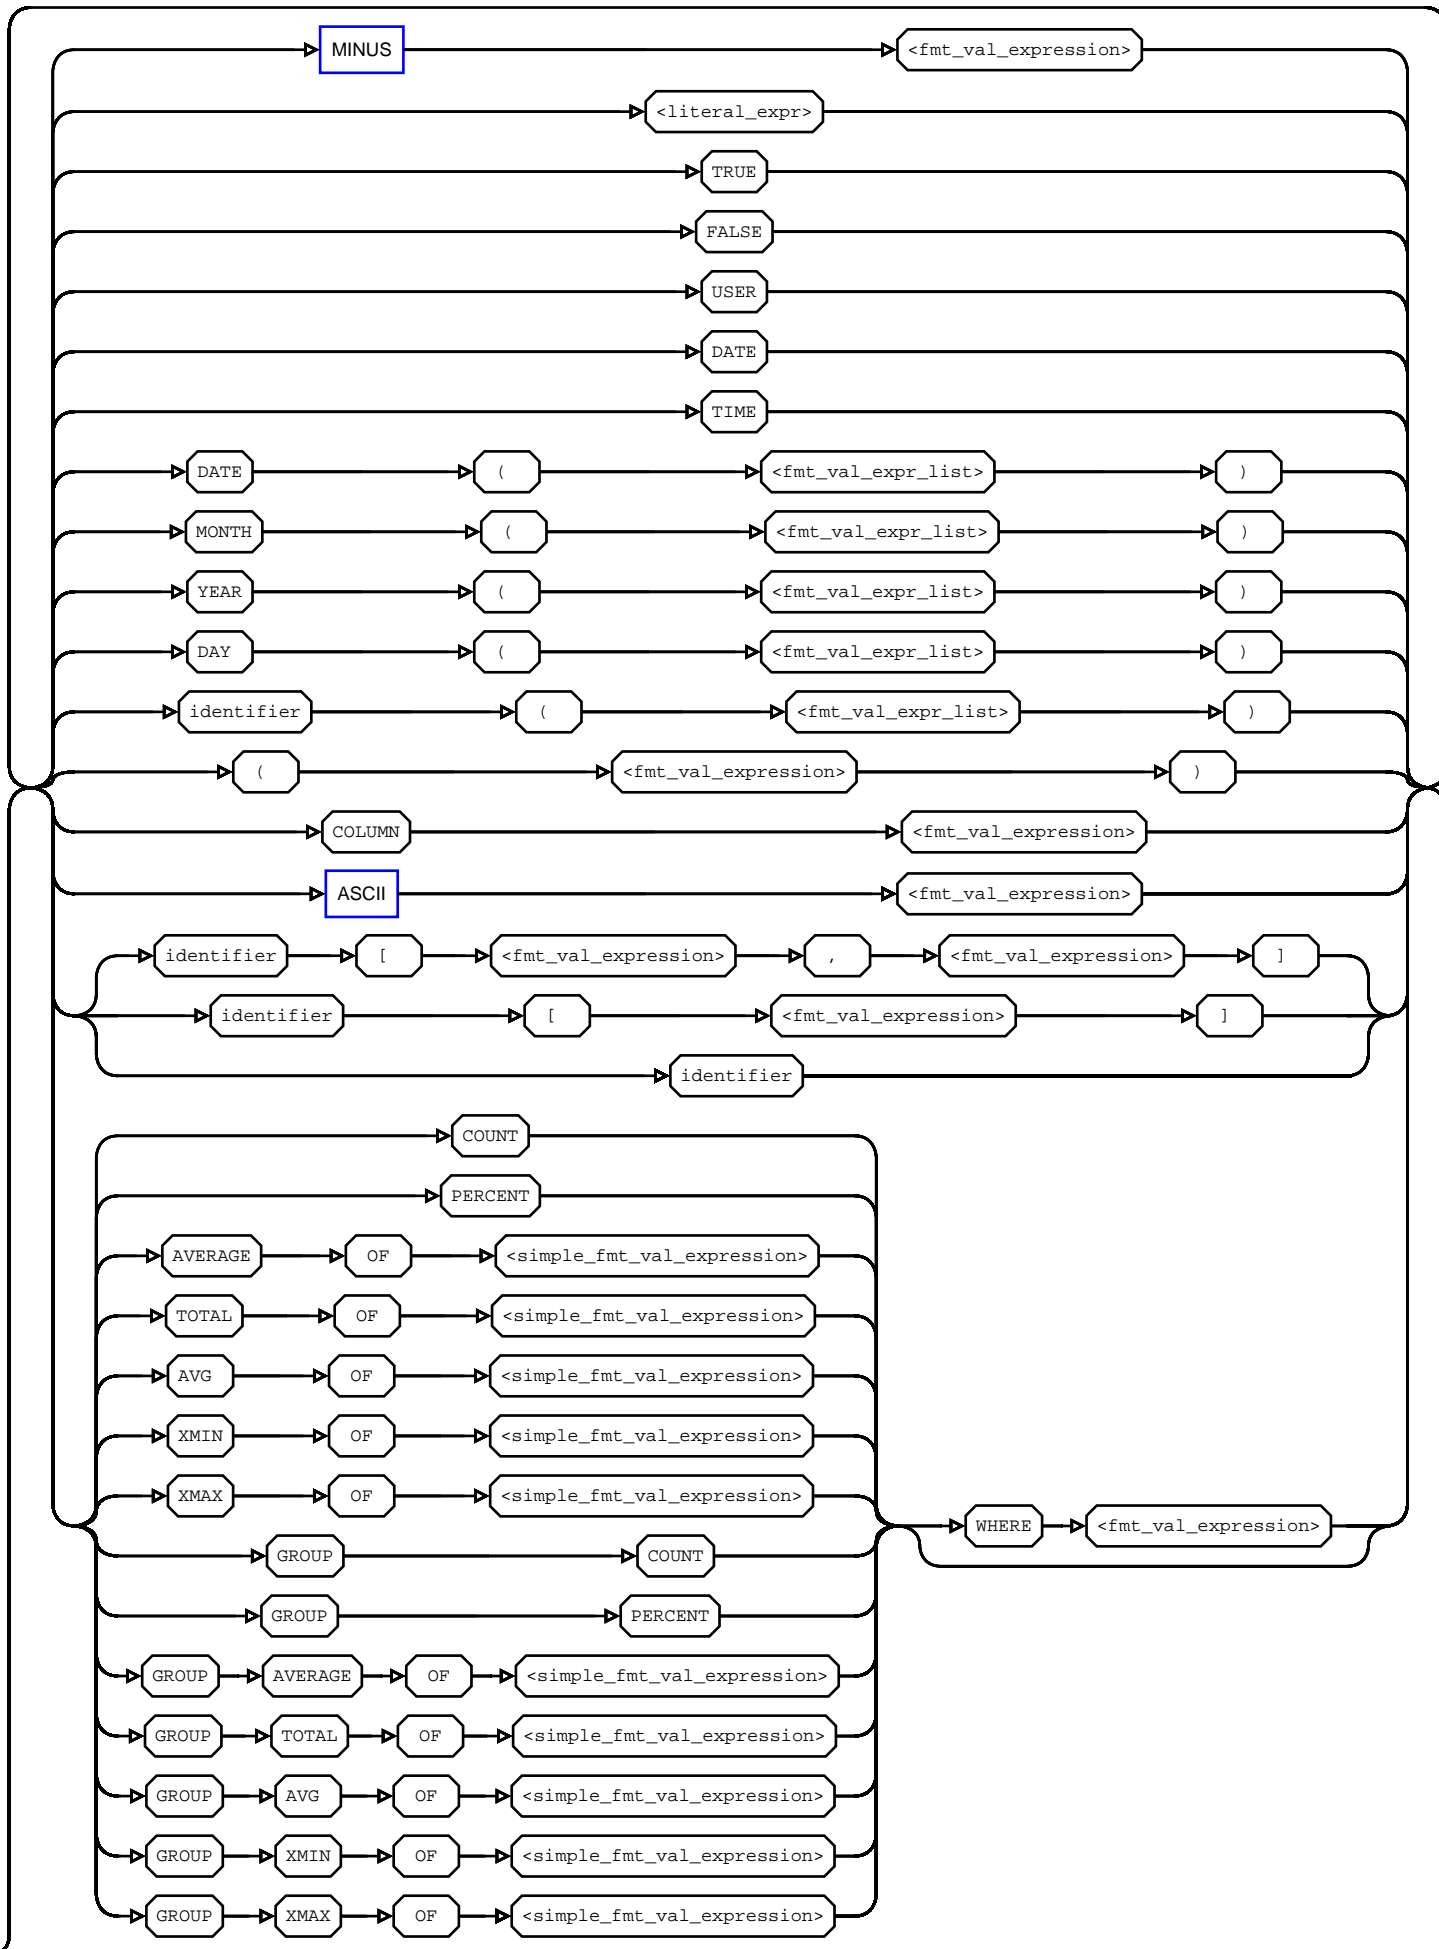 MINUS <fmt_val_expression>
<literal_expr>
TRUE
FALSE
USER
DATE
TIME
DATE ( <fmt_val_expr_list> )
MONTH ( <fmt_val_expr_list> )
YEAR ( <fmt_val_expr_list> )
DAY ( <fmt_val_expr_list> )
identifier ( <fmt_val_expr_list> )
( <fmt_val_expression> )
COLUMN <fmt_val_expression>
ASCII <fmt_val_expression>
identifier [ <fmt_val_expression> , <fmt_val_expression> ]
identifier [ <fmt_val_expression> ]
identifier
COUNT
PERCENT
AVERAGE OF <simple_fmt_val_expression>
TOTAL OF <simple_fmt_val_expression>
AVG OF <simple_fmt_val_expression>
XMIN OF <simple_fmt_val_expression>
XMAX OF <simple_fmt_val_expression>
WHERE <fmt_val_expression>
GROUP COUNT
GROUP PERCENT
GROUP AVERAGE OF <simple_fmt_val_expression>
GROUP TOTAL OF <simple_fmt_val_expression>
GROUP AVG OF <simple_fmt_val_expression>
GROUP XMIN OF <simple_fmt_val_expression>
GROUP XMAX OF <simple_fmt_val_expression>